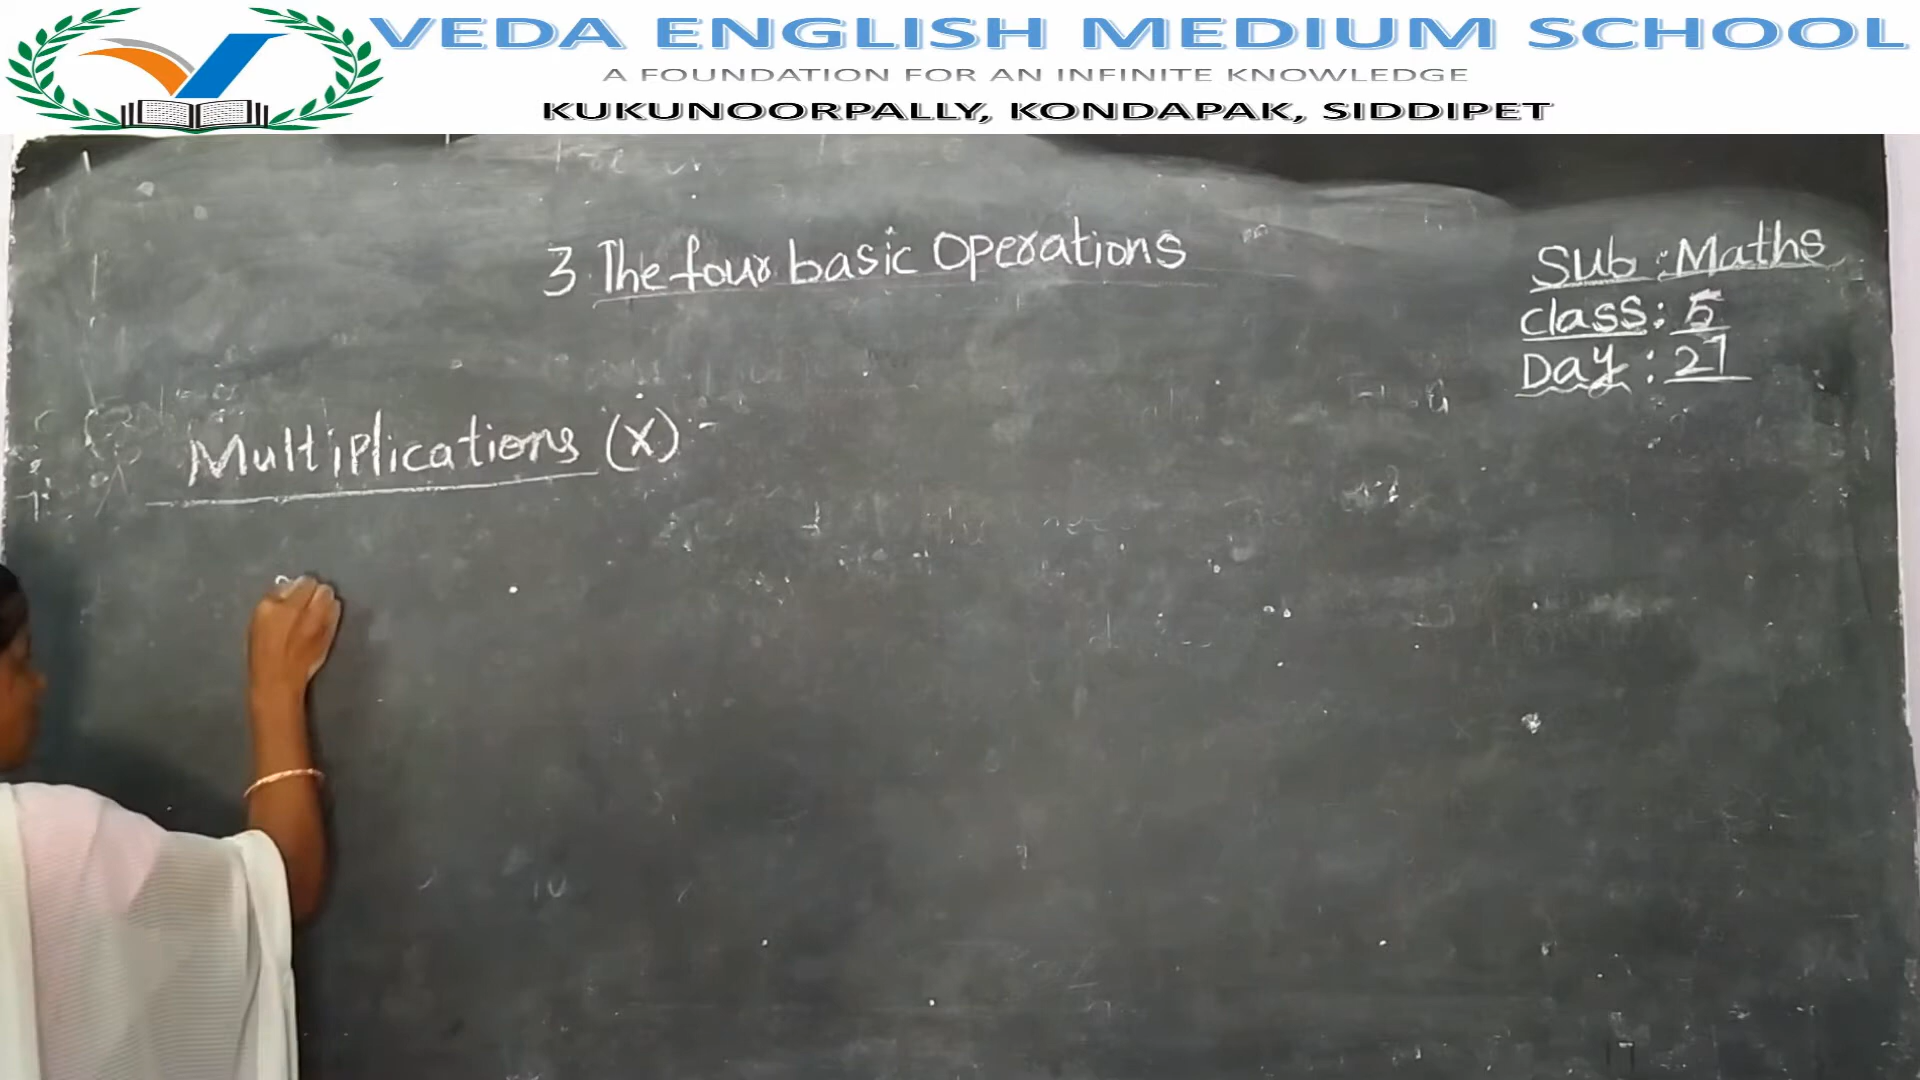 VEDA ENGLISH MEDIUM SCHOOL
A FOUNDATION FOR AN INFINITE KNOWLEDGE
KUKUNOORPALLY, KONDAPAK, SIDDIPET
3. The four basic Operations
Sub : Maths
Class : 5
Day : 27
Multiplications (X) :-